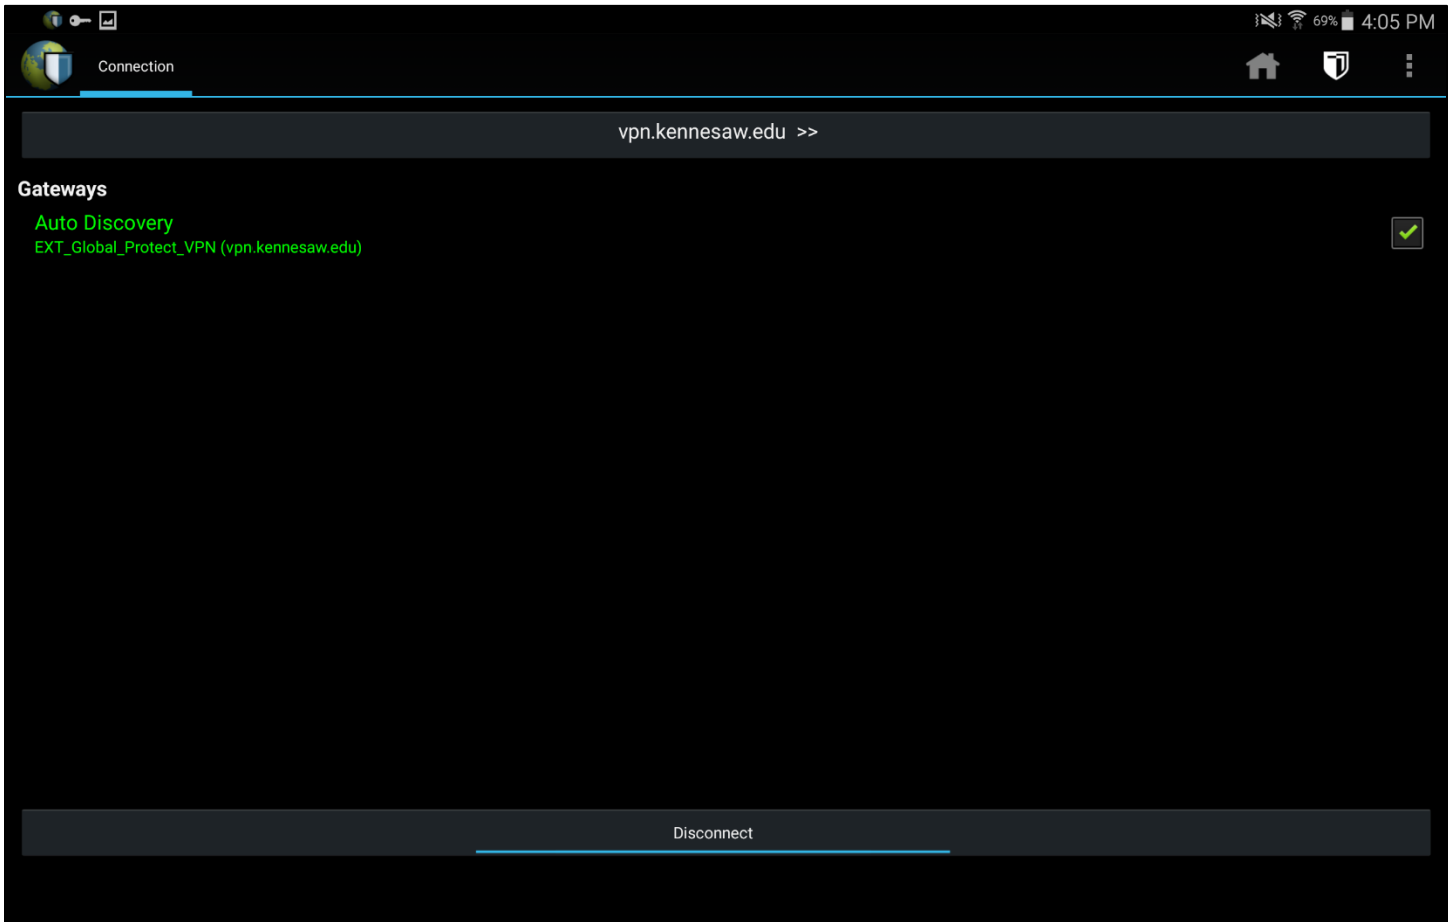 69% 4:05 PM
Connection
vpn.kennesaw.edu >>
Gateways
Auto Discovery
EXT_Global_Protect_VPN (vpn.kennesaw.edu)
Disconnect